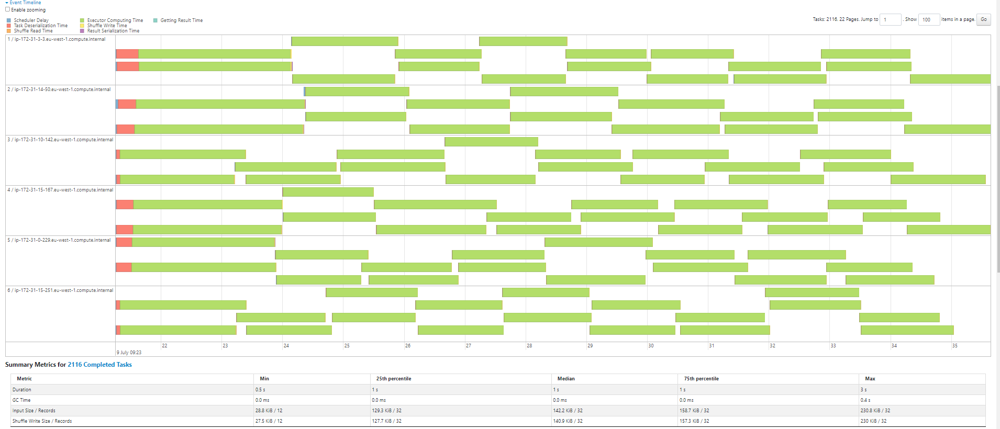 Event Timeline
Enable zooming
Scheduler Delay
Task Deserialization Time
Shuffle Read Time
Executor Computing Time
Shuffle Write Time
Result Serialization Time
Getting Result Time
Tasks: 2116. 22 Pages. Jump to 1 . Show 100 items in a page. Go
1 / ip-172-31-3-3.eu-west-1.compute.internal
2 / ip-172-31-14-50.eu-west-1.compute.internal
3 / ip-172-31-10-142.eu-west-1.compute.internal
4 / ip-172-31-15-167.eu-west-1.compute.internal
5 / ip-172-31-0-229.eu-west-1.compute.internal
6 / ip-172-31-15-251.eu-west-1.compute.internal
22 23 24 25 26 27 28 29 30 31 32 33 34 35
9 July 09:23
Summary Metrics for 2116 Completed Tasks
Metric Min 25th percentile Median 75th percentile Max
Duration 0.5 s 1 s 1 s 1 s 3 s
GC Time 0.0 ms 0.0 ms 0.0 ms 0.0 ms 0.4 s
Input Size / Records 28.8 KiB / 12 129.3 KiB / 32 142.2 KiB / 32 158.7 KiB / 32 230.8 KiB / 32
Shuffle Write Size / Records 27.5 KiB / 12 127.7 KiB / 32 140.9 KiB / 32 157.3 KiB / 32 230 KiB / 32